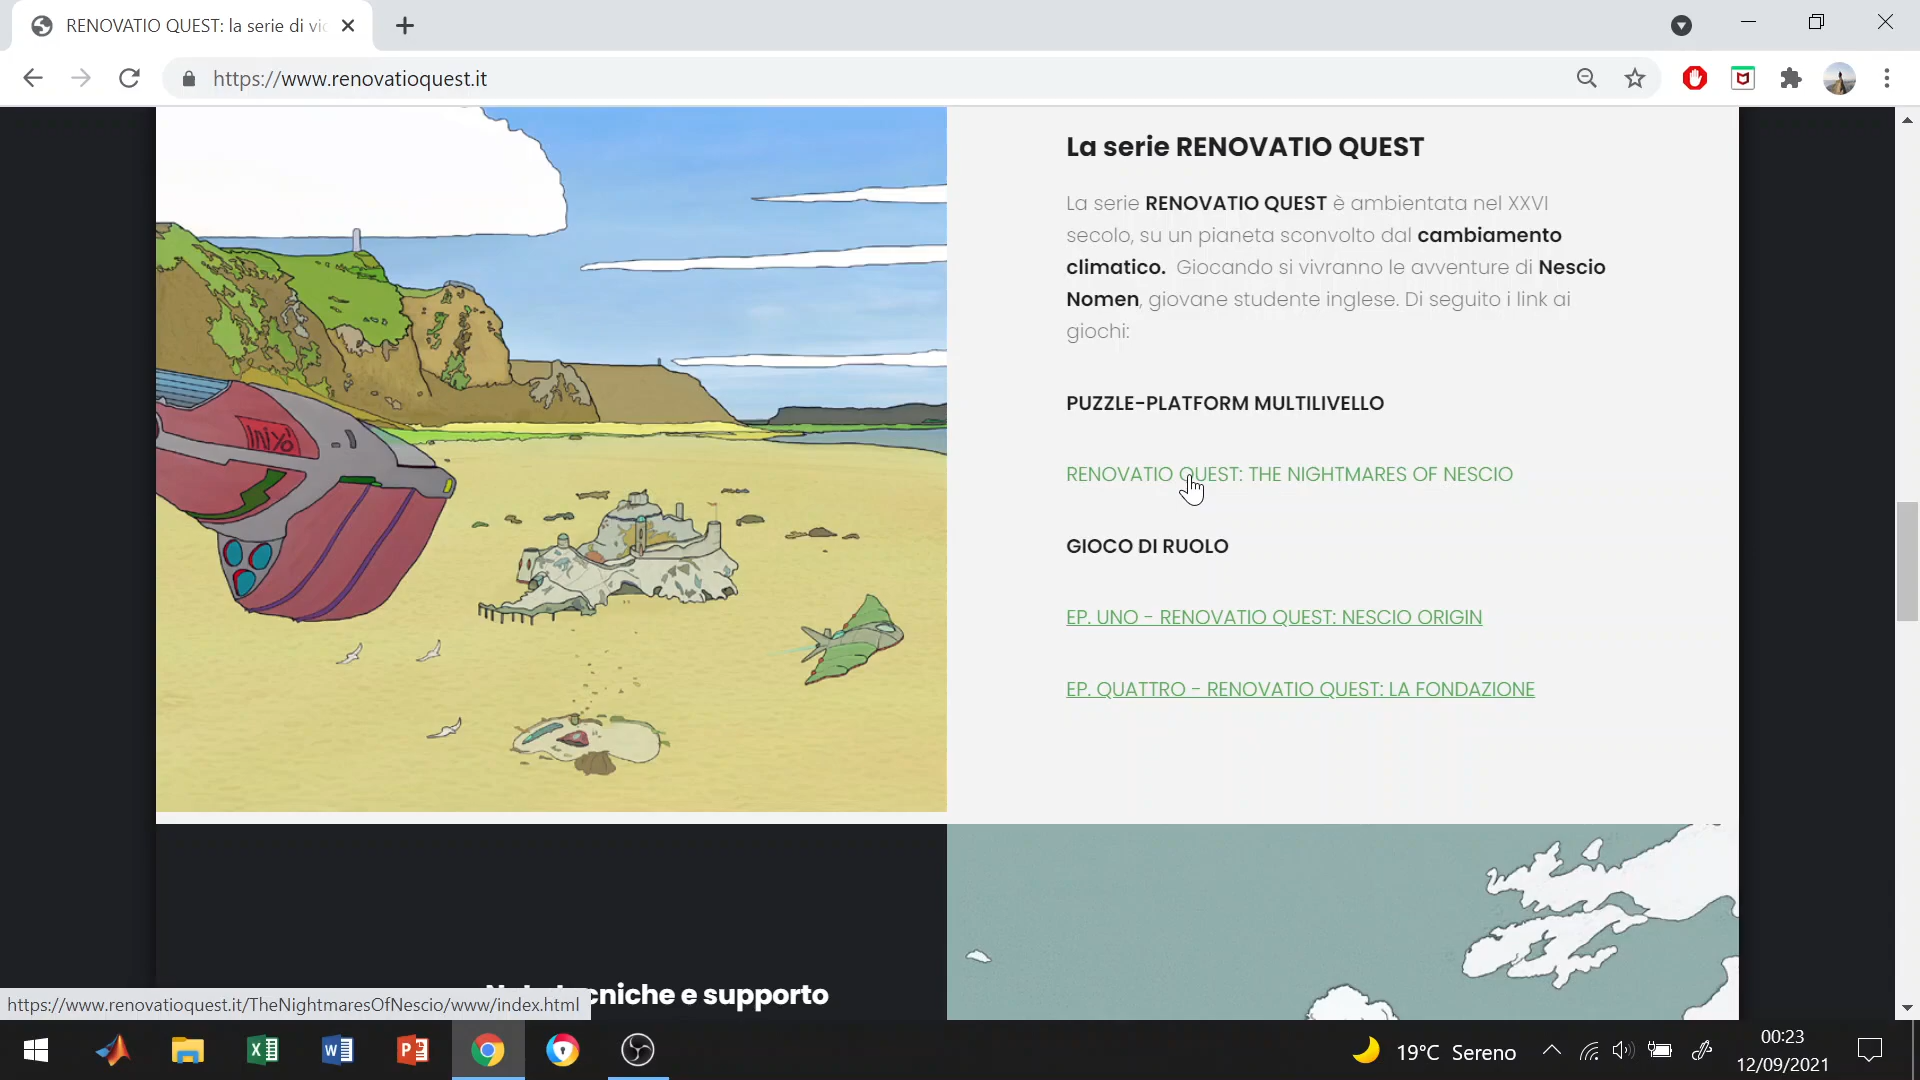 RENOVATIO QUEST: la serie di vi
https://www.renovatioquest.it
La serie RENOVATIO QUEST
La serie RENOVATIO QUEST è ambientata nel XXVI
secolo, su un pianeta sconvolto dal cambiamento
climatico. Giocando si vivranno le avventure di Nescio
Nomen, giovane studente inglese. Di seguito i link ai
giochi:
PUZZLE-PLATFORM MULTILIVELLO
RENOVATIO QUEST: THE NIGHTMARES OF NESCIO
GIOCO DI RUOLO
EP. UNO - RENOVATIO QUEST: NESCIO ORIGIN
EP. QUATTRO - RENOVATIO QUEST: LA FONDAZIONE
e supporto
https://www.renovatioquest.it/TheNightmaresOfNescio/www/index.html
19°C Sereno
00:23
12/09/2021